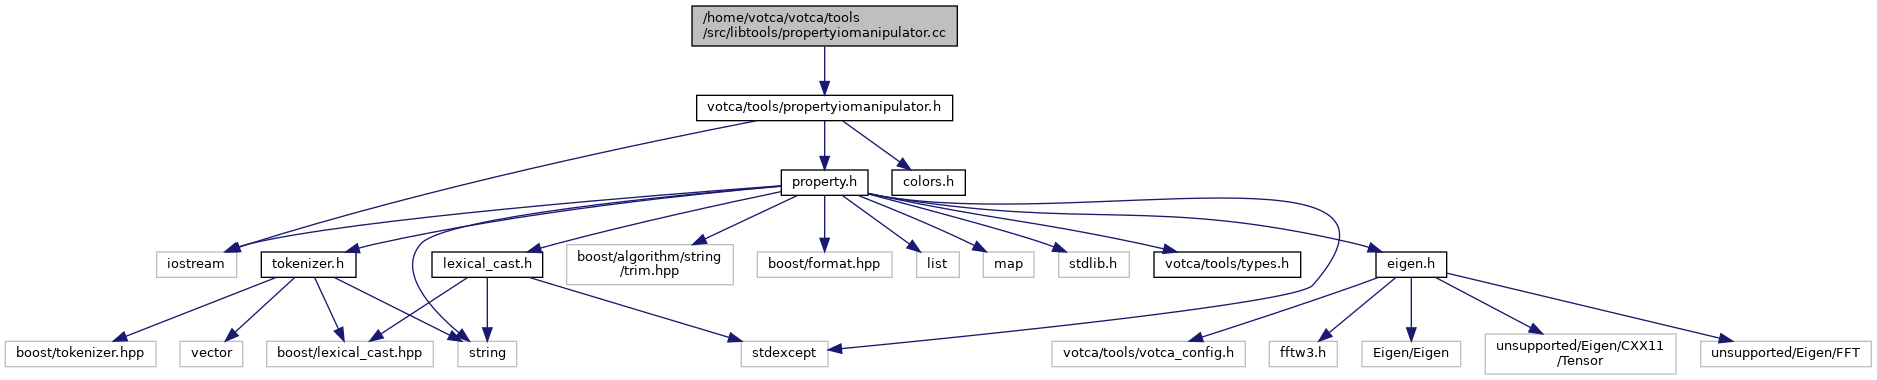 /home/votca/votca/tools
/src/libtools/propertyiomanipulator.cc
votca/tools/propertyiomanipulator.h
property.h
colors.h
iostream
tokenizer.h
lexical_cast.h
boost/algorithm/string
/trim.hpp
boost/format.hpp
list
map
stdlib.h
votca/tools/types.h
eigen.h
boost/tokenizer.hpp
vector
boost/lexical_cast.hpp
string
stdexcept
votca/tools/votca_config.h
fftw3.h
Eigen/Eigen
unsupported/Eigen/CXX11
/Tensor
unsupported/Eigen/FFT